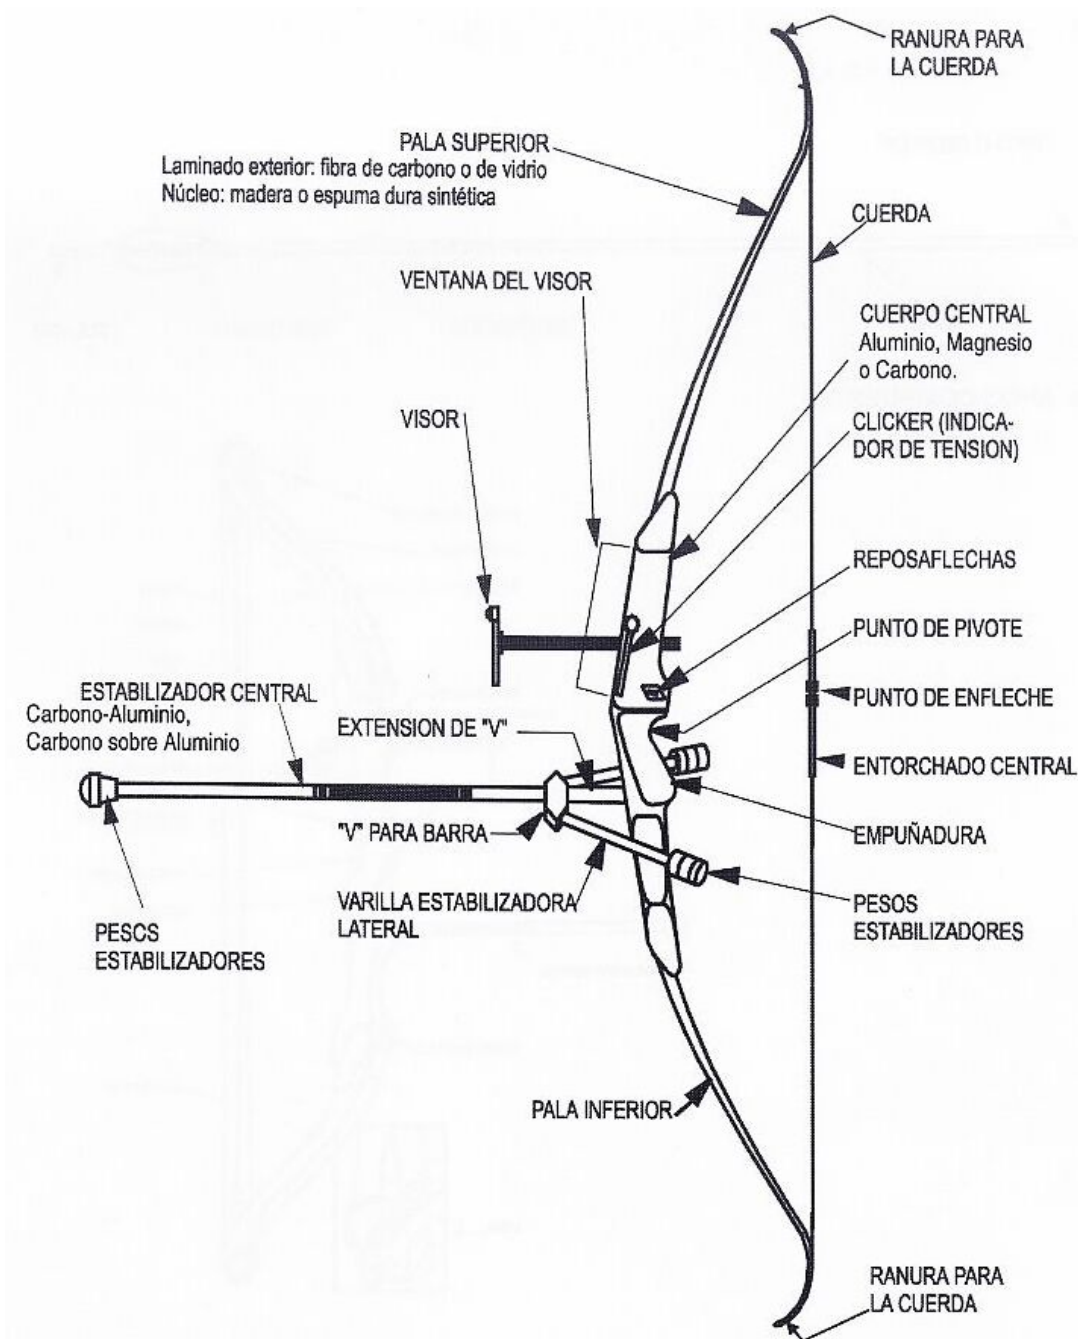 RANURA PARA
LA CUERDA
PALA SUPERIOR
Laminado exterior: fibra de carbono o de vidrio
Núcleo: madera o espuma dura sintética
CUERDA
VENTANA DEL VISOR
CUERPO CENTRAL
Aluminio, Magnesio
o Carbono.
VISOR
CLICKER (INDICA-
DOR DE TENSION)
REPOSAFLECHAS
PUNTO DE PIVOTE
ESTABILIZADOR CENTRAL
Carbono-Aluminio,
Carbono sobre Aluminio
EXTENSION DE "V"
PUNTO DE ENFLECHE
ENTORCHADO CENTRAL
"V" PARA BARRA
EMPUÑADURA
VARILLA ESTABILIZADORA
LATERAL
PESOS
ESTABILIZADORES
PESCS
ESTABILIZADORES
PALA INFERIOR
RANURA PARA
LA CUERDA